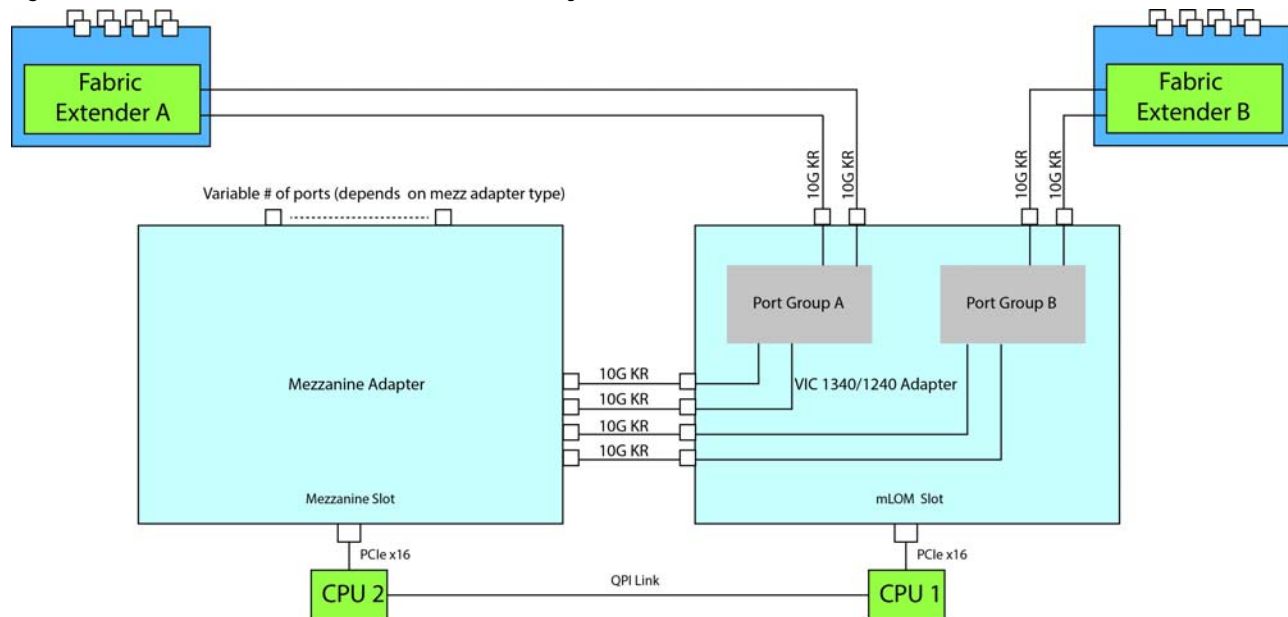 Fabric
Extender A
Fabric
Extender B
10G KR
10G KR
10G KR
10G KR
Variable # of ports (depends on mezz adapter type)
Port Group A
Port Group B
Mezzanine Adapter
10G KR
10G KR
10G KR
10G KR
VIC 1340/1240 Adapter
Mezzanine Slot
mLOM Slot
PCIe x16
PCIe x16
QPI Link
CPU 2
CPU 1